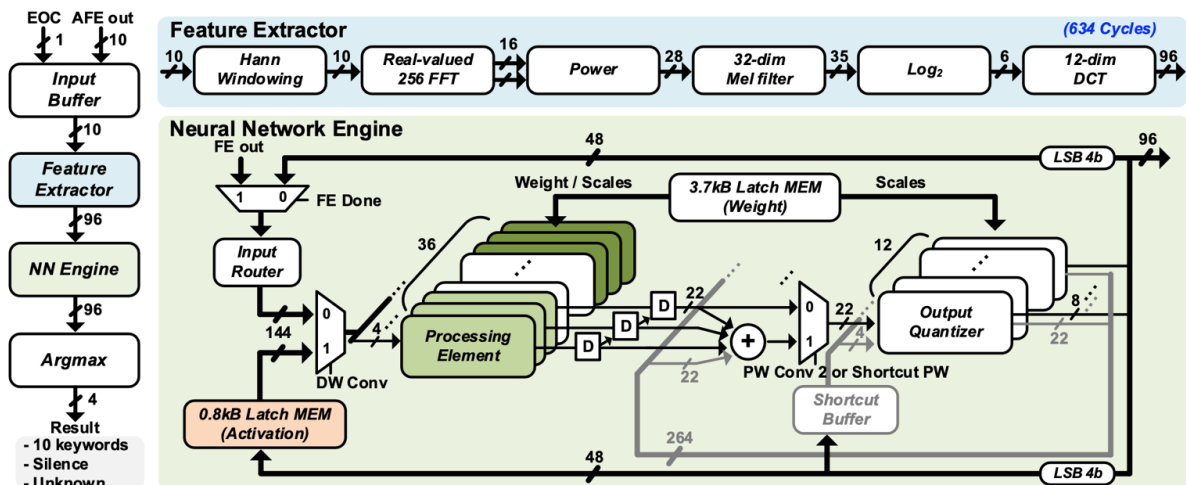 EOC AFE out
1 10
Input
Buffer
10
Feature
Extractor
96
NN Engine
96
Argmax
4
Result
- 10 keywords
- Silence
- Unknown
Feature Extractor
(634 Cycles)
10
Hann
Windowing
10
Real-valued
256 FFT
16
Power
28
32-dim
Mel filter
35
Log₂
6
12-dim
DCT
96
Neural Network Engine
FE out
48
LSB 4b
96
1 0
FE Done
Weight / Scales
3.7kB Latch MEM
(Weight)
Scales
Input
Router
36
12
144
0
1
DW Conv
4
Processing
Element
D
D
D
22
22
+
0
1
22
4
PW Conv 2 or Shortcut PW
Output
Quantizer
8
22
0.8kB Latch MEM
(Activation)
Shortcut
Buffer
264
48
LSB 4b